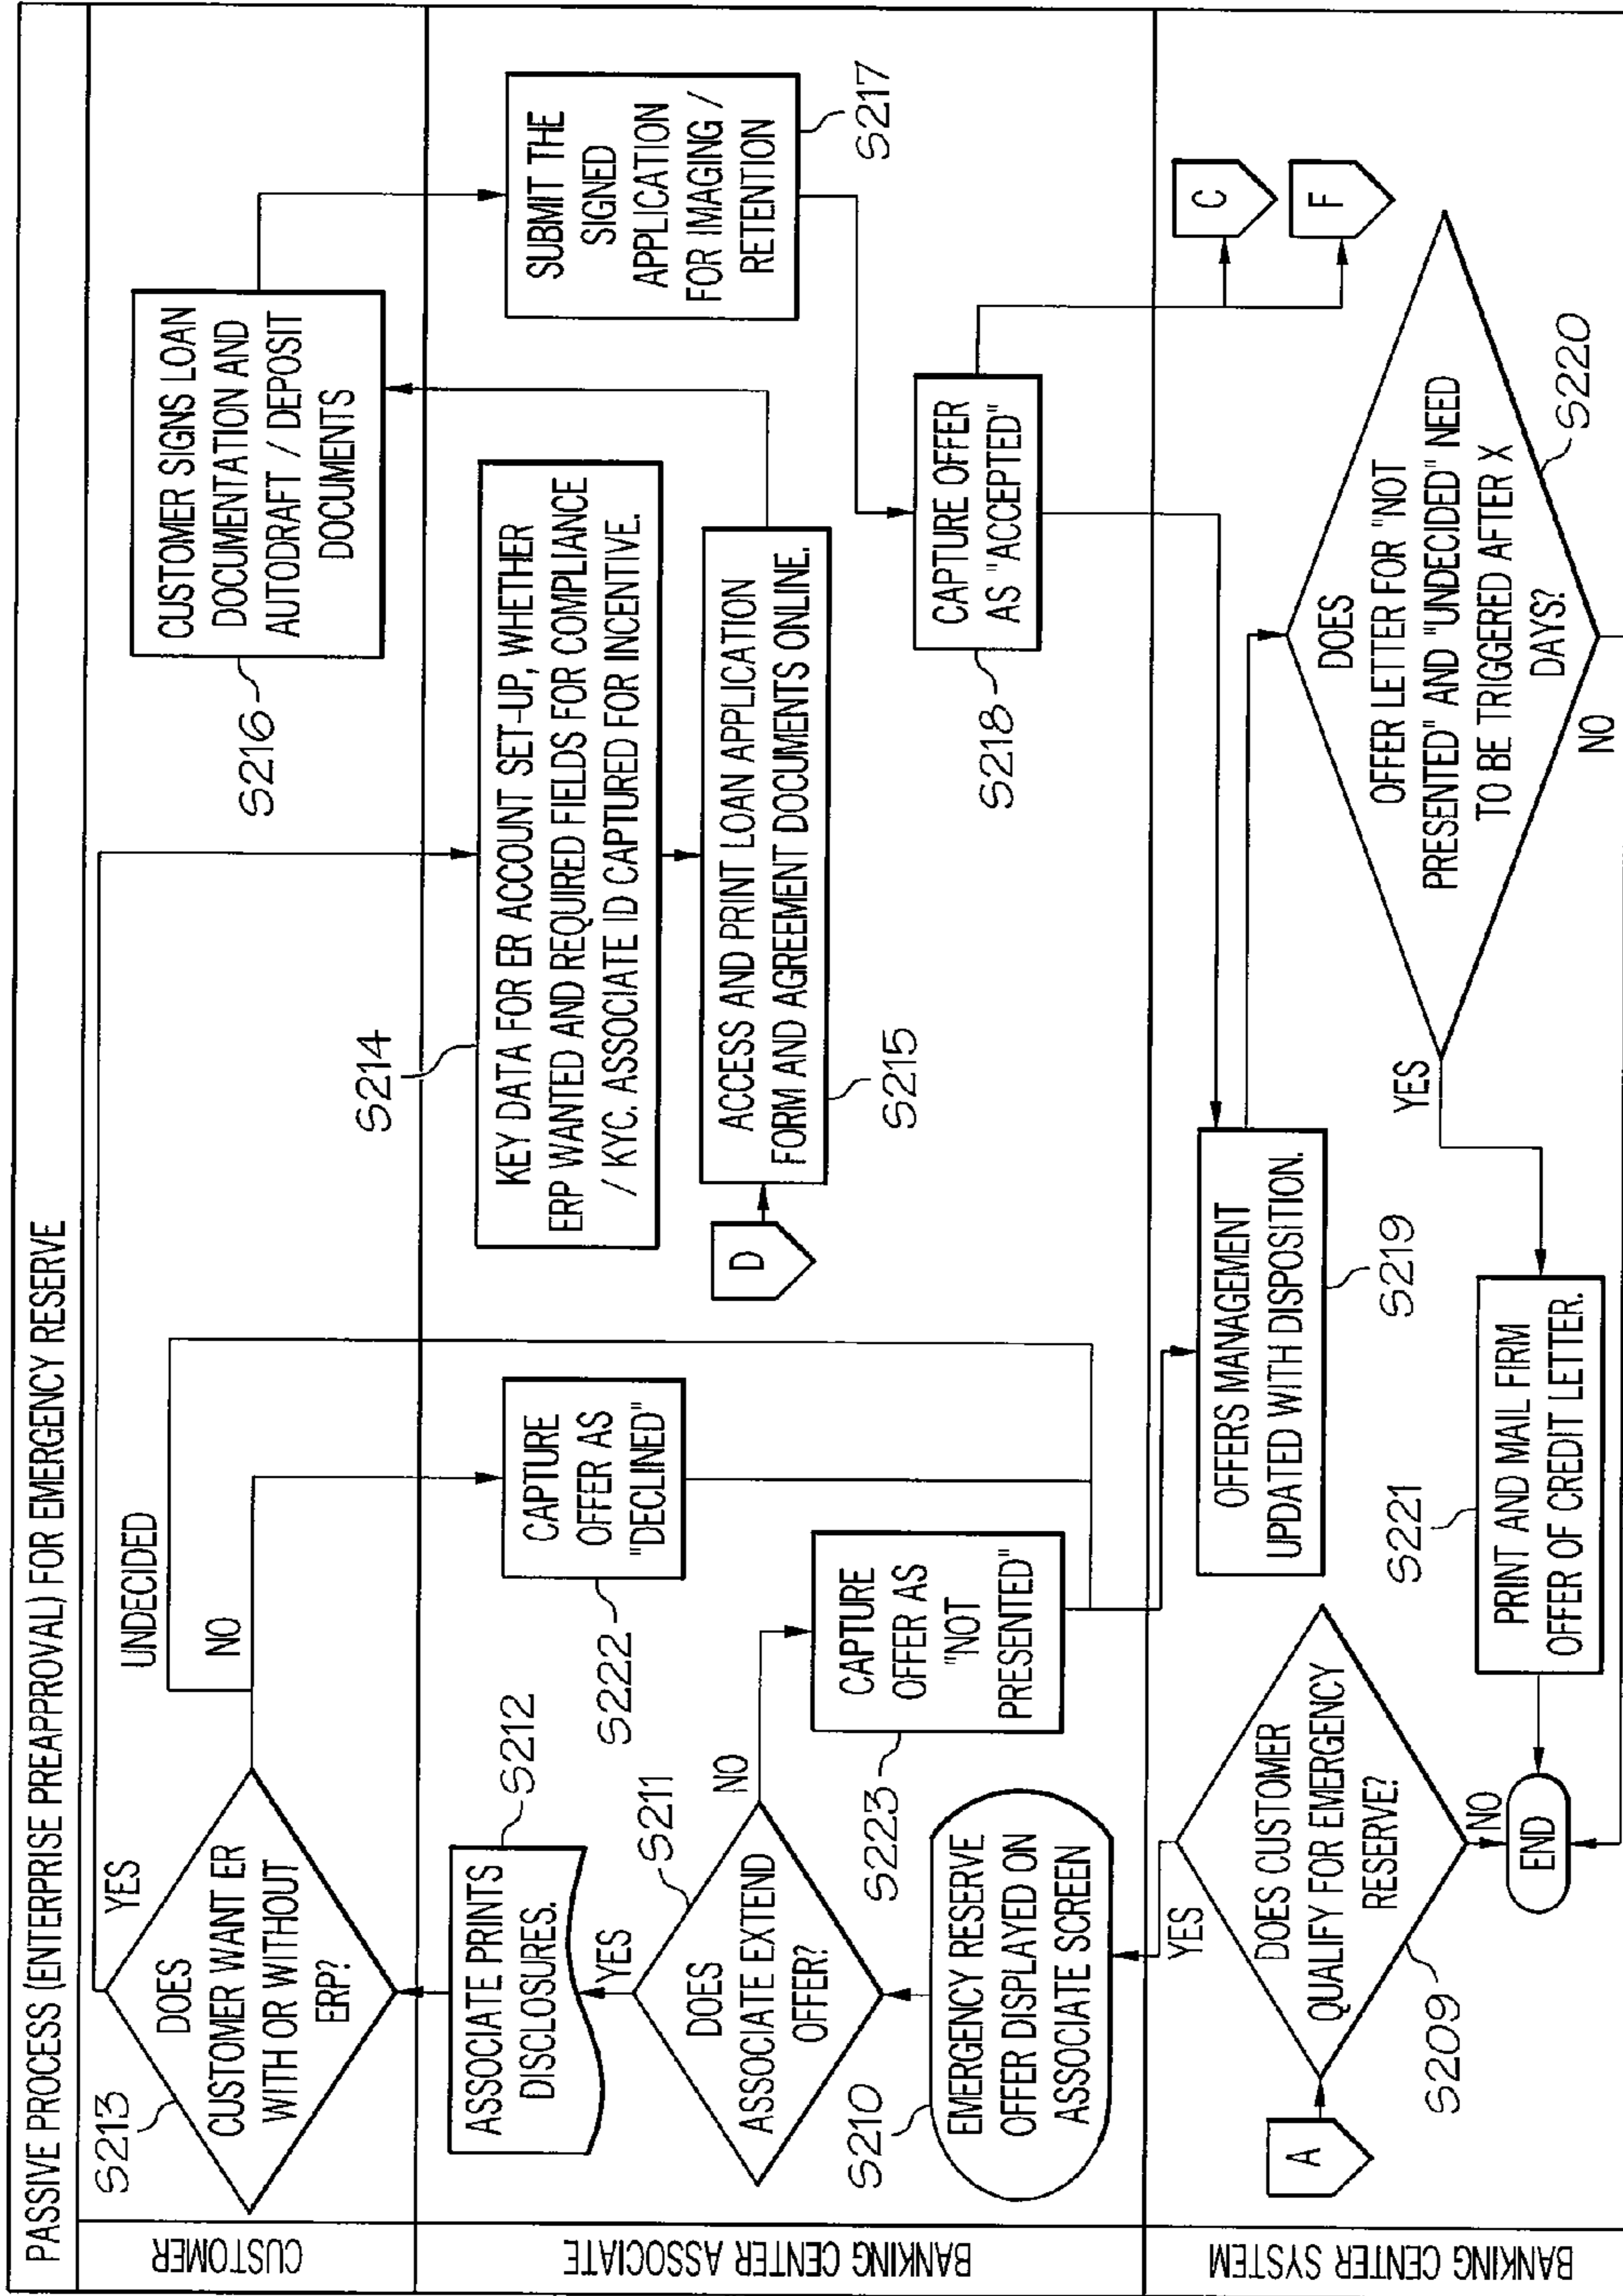 PASSIVE PROCESS (ENTERPRISE PREAPPROVAL) FOR EMERGENCY RESERVE
CUSTOMER
S213
DOES
CUSTOMER WANT ER
WITH OR WITHOUT
ERP?
YES
UNDECIDED
NO
S216
CUSTOMER SIGNS LOAN
DOCUMENTATION AND
AUTODRAFT / DEPOSIT
DOCUMENTS
BANKING CENTER ASSOCIATE
ASSOCIATE PRINTS
DISCLOSURES.
S212
YES
DOES
ASSOCIATE EXTEND
OFFER?
S211
NO
S210
EMERGENCY RESERVE
OFFER DISPLAYED ON
ASSOCIATE SCREEN
S222
CAPTURE
OFFER AS
"DECLINED"
S223
CAPTURE
OFFER AS
"NOT
PRESENTED"
S214
KEY DATA FOR ER ACCOUNT SET-UP, WHETHER
ERP WANTED AND REQUIRED FIELDS FOR COMPLIANCE
/ KYC. ASSOCIATE ID CAPTURED FOR INCENTIVE.
D
ACCESS AND PRINT LOAN APPLICATION
FORM AND AGREEMENT DOCUMENTS ONLINE.
S215
SUBMIT THE
SIGNED
APPLICATION
FOR IMAGING /
RETENTION
S217
CAPTURE OFFER
AS "ACCEPTED"
S218
BANKING CENTER SYSTEM
A
YES
DOES CUSTOMER
QUALIFY FOR EMERGENCY
RESERVE?
S209
NO
END
OFFERS MANAGEMENT
UPDATED WITH DISPOSITION.
S219
S221
PRINT AND MAIL FIRM
OFFER OF CREDIT LETTER.
YES
DOES
OFFER LETTER FOR "NOT
PRESENTED" AND "UNDECIDED" NEED
TO BE TRIGGERED AFTER X
DAYS?
S220
NO
C
F